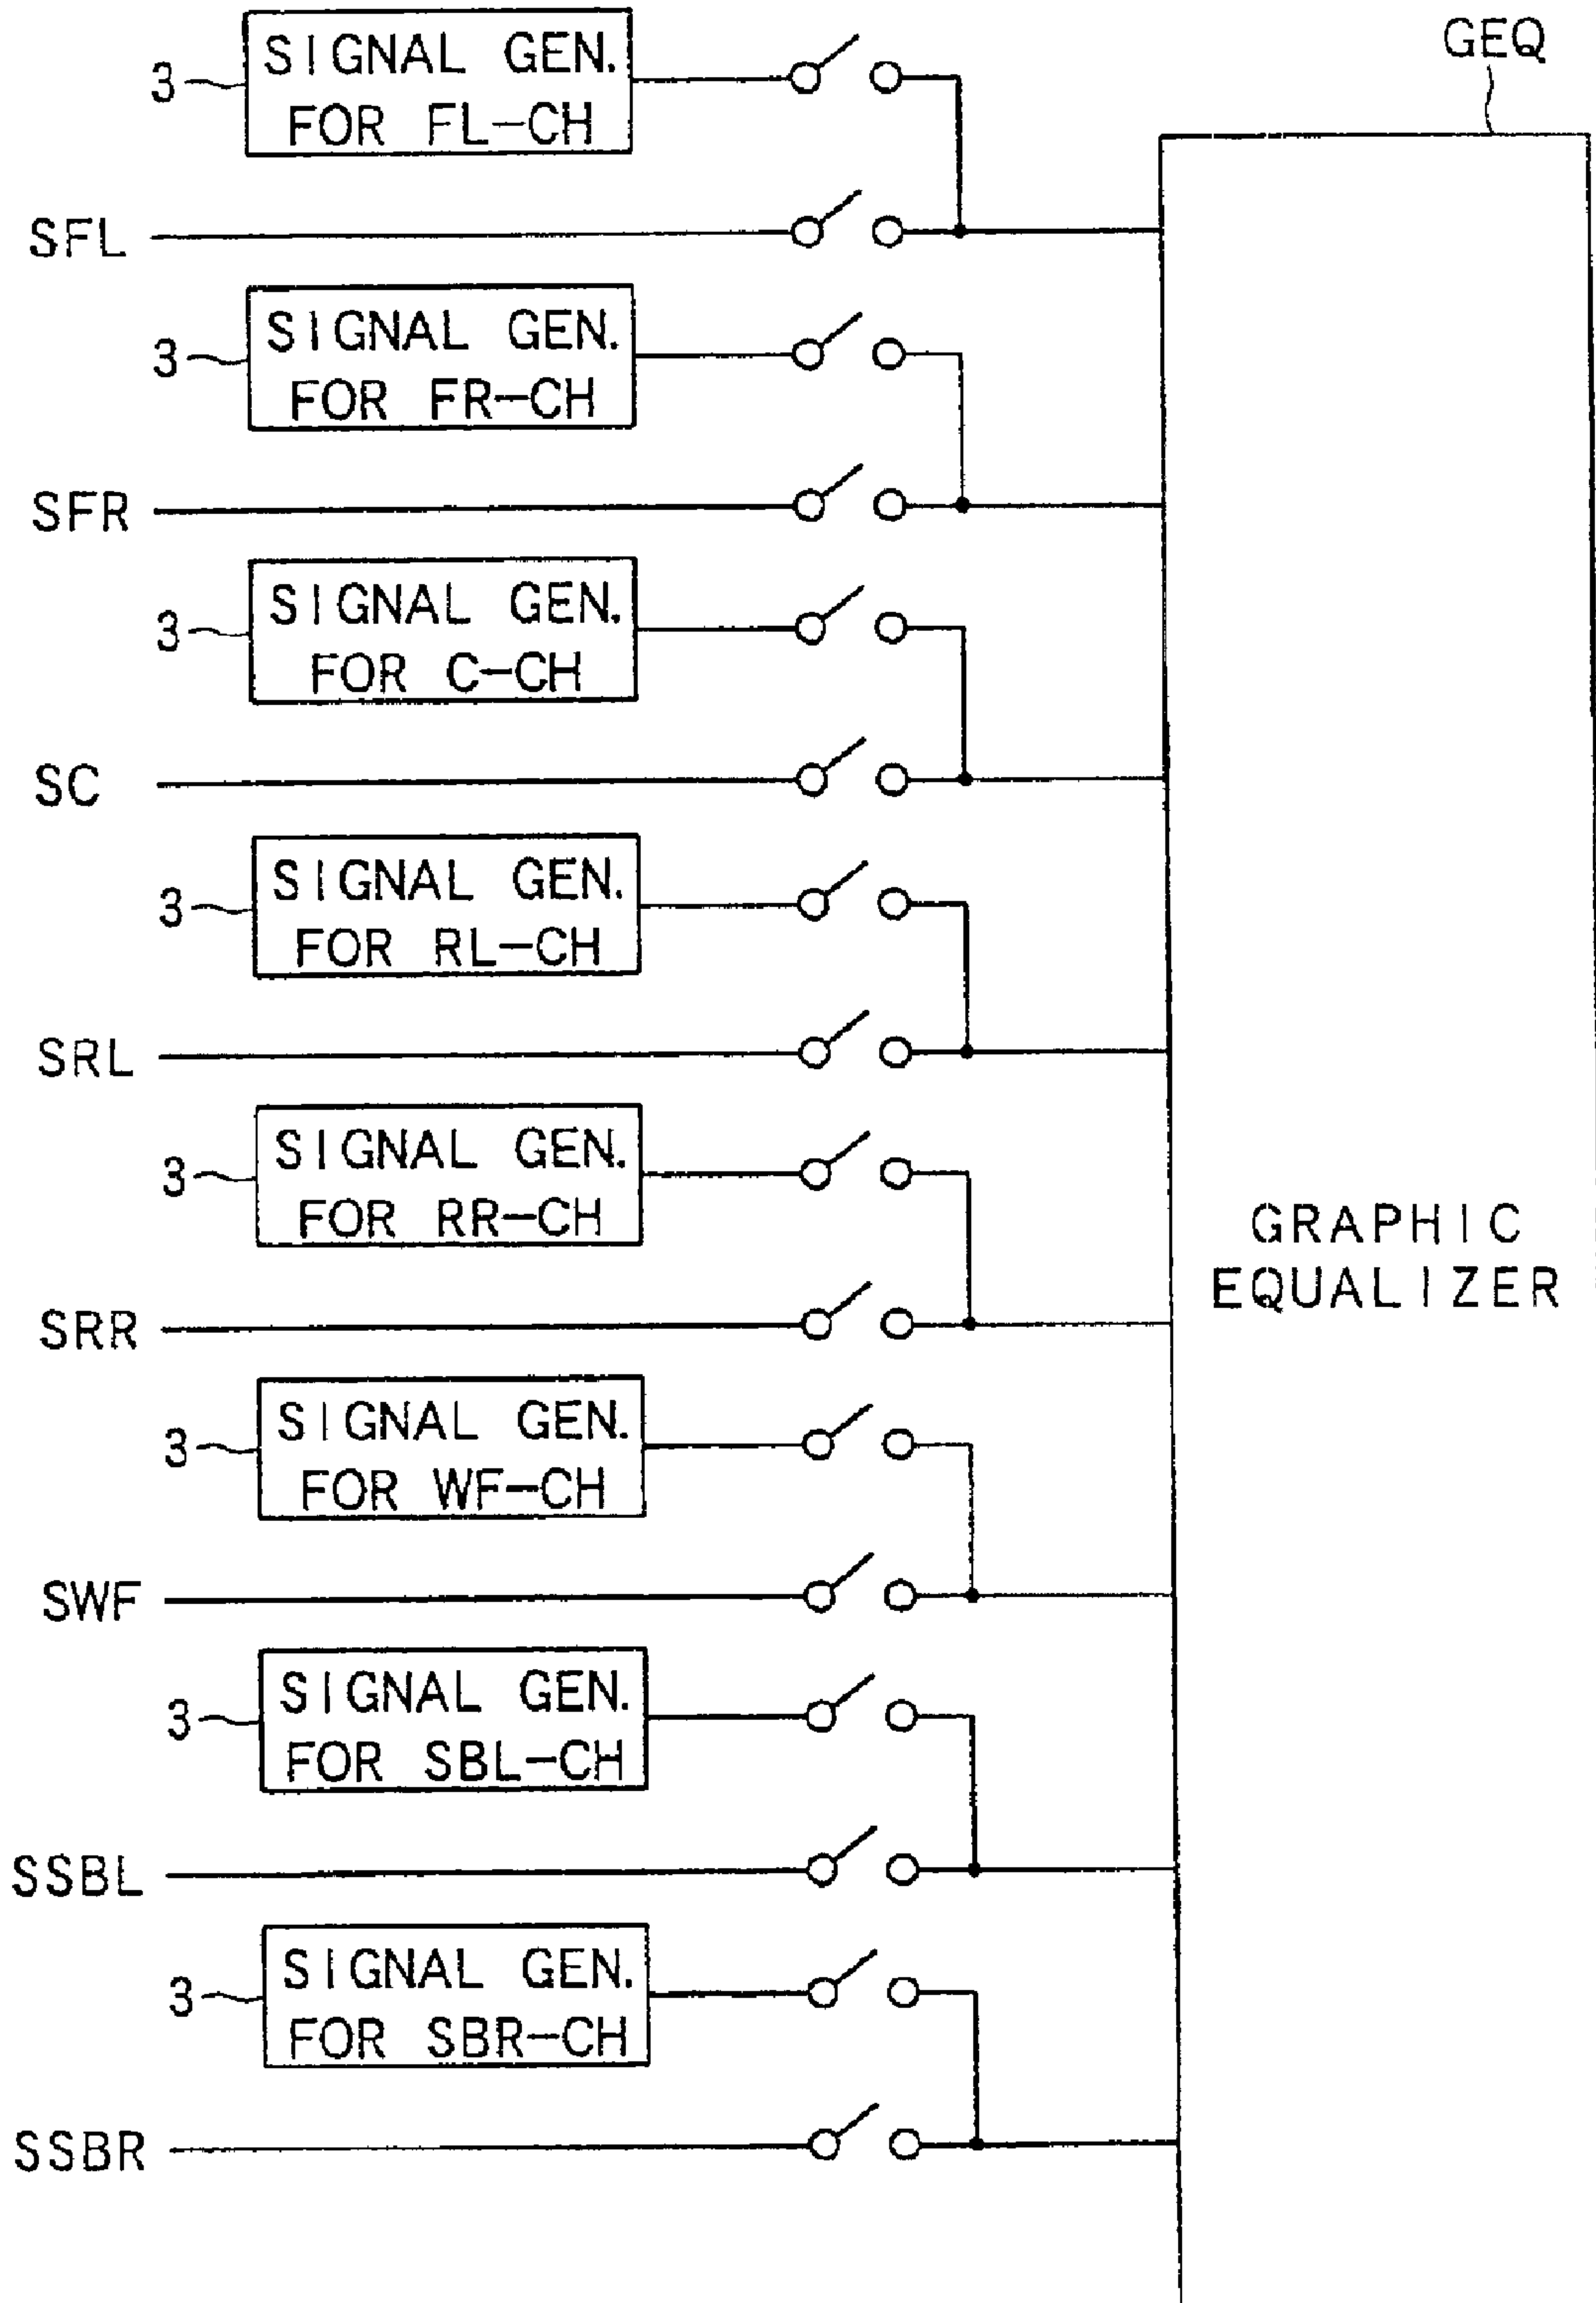 GEQ
3
SIGNAL GEN.
FOR FL-CH
SFL
3
SIGNAL GEN.
FOR FR-CH
SFR
3
SIGNAL GEN.
FOR C-CH
SC
3
SIGNAL GEN.
FOR RL-CH
SRL
3
SIGNAL GEN.
FOR RR-CH
GRAPHIC
EQUALIZER
SRR
3
SIGNAL GEN.
FOR WF-CH
SWF
3
SIGNAL GEN.
FOR SBL-CH
SSBL
3
SIGNAL GEN.
FOR SBR-CH
SSBR